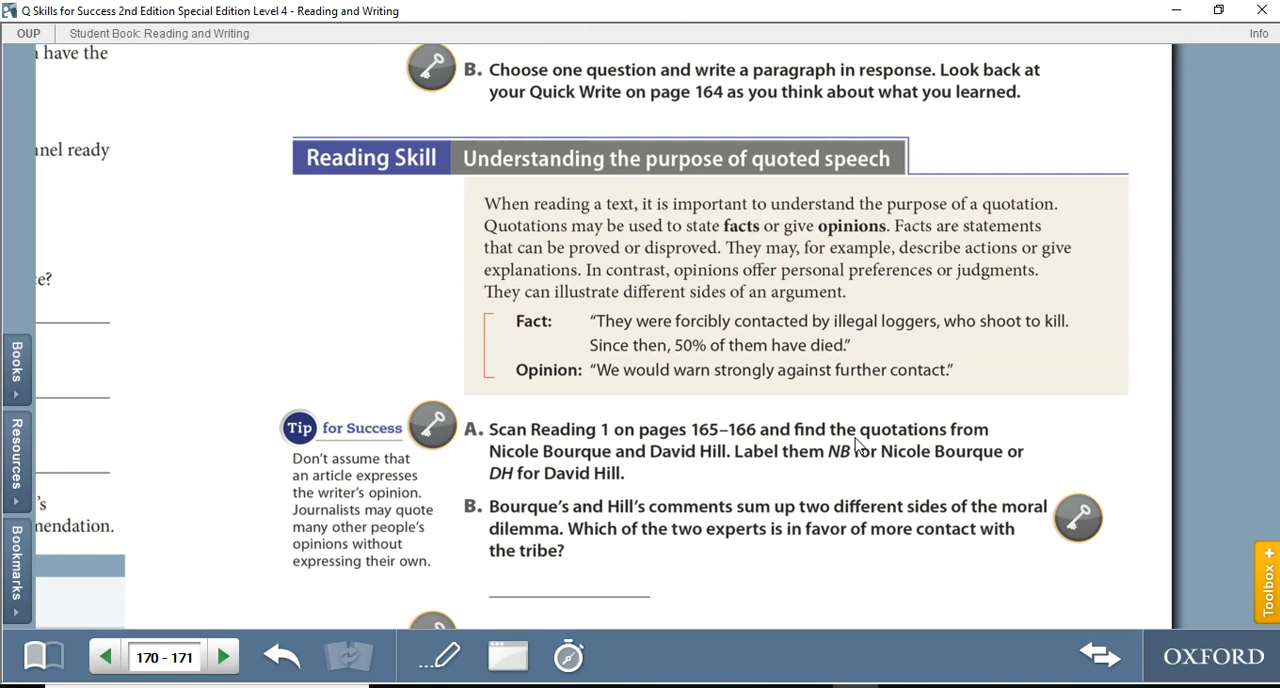 Q Skills for Success 2nd Edition Special Edition Level 4 - Reading and Writing
OUP
Student Book: Reading and Writing
Info
have the
nel ready
e?
's
mendation.
B. Choose one question and write a paragraph in response. Look back at
your Quick Write on page 164 as you think about what you learned.
Reading Skill Understanding the purpose of quoted speech
When reading a text, it is important to understand the purpose of a quotation.
Quotations may be used to state facts or give opinions. Facts are statements
that can be proved or disproved. They may, for example, describe actions or give
explanations. In contrast, opinions offer personal preferences or judgments.
They can illustrate different sides of an argument.
Fact: “They were forcibly contacted by illegal loggers, who shoot to kill.
Since then, 50% of them have died.”
Opinion: “We would warn strongly against further contact.”
Tip for Success
Don’t assume that
an article expresses
the writer’s opinion.
Journalists may quote
many other people’s
opinions without
expressing their own.
A. Scan Reading 1 on pages 165–166 and find the quotations from
Nicole Bourque and David Hill. Label them NB for Nicole Bourque or
DH for David Hill.
B. Bourque’s and Hill’s comments sum up two different sides of the moral
dilemma. Which of the two experts is in favor of more contact with
the tribe?
Books
Resources
Bookmarks
Toolbox +
170 - 171
OXFORD